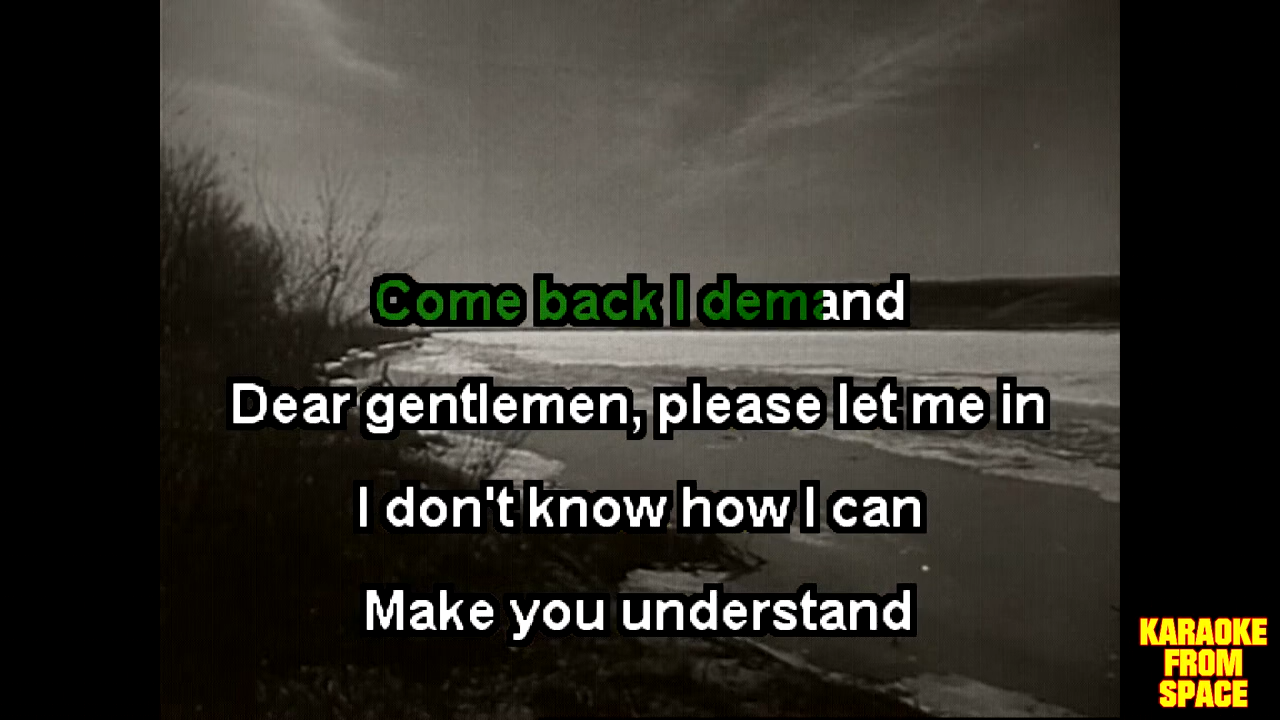 Come back I demand
Dear gentlemen, please let me in
I don't know how I can
Make you understand
KARAOKE
FROM
SPACE